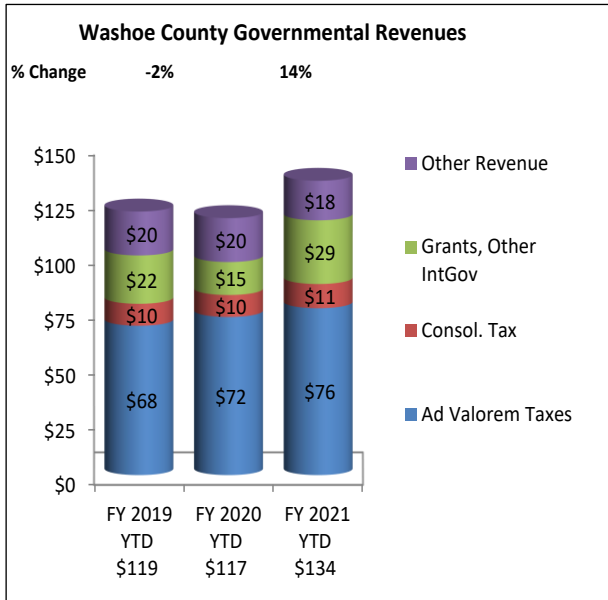 Washoe County Governmental Revenues
% Change -2% 14%
$150
$125
$100
$75
$50
$25
$0
$20
$22
$10
$68
$20
$15
$10
$72
$18
$29
$11
$76
FY 2019
YTD
$119
FY 2020
YTD
$117
FY 2021
YTD
$134
Other Revenue
Grants, Other
IntGov
Consol. Tax
Ad Valorem Taxes